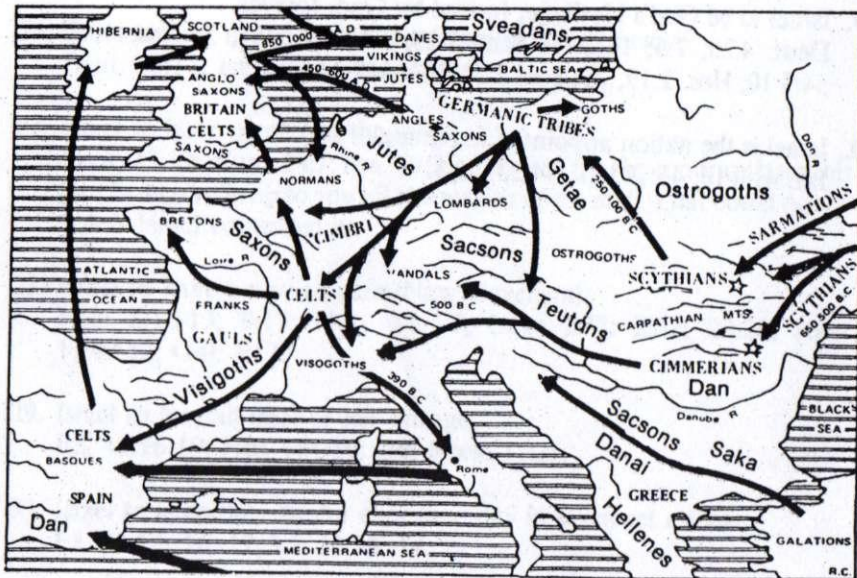 HIBERNIA
SCOTLAND
850 1000 A D
DANES
VIKINGS
JUTES
Sveadans
BALTIC SEA
ANGLO
SAXONS
450-600 A D
BRITAIN
CELTS
SAXONS
ANGLES
SAXONS
GERMANIC TRIBES
GOTHS
Don R
Rhine R
Jutes
NORMANS
LOMBARDS
Getae
250 100 B C
Ostrogoths
SARMATIONS
BRETONS
CIMBRI
Saxons
Sacsons
OSTROGOTHS
Loire R
ATLANTIC
OCEAN
FRANKS
CELTS
VANDALS
500 B C
Teutons
SCYTHIANS
CARPATHIAN MTS
SCYTHIANS
650 500 B C
GAULS
Visigoths
VISOGOTHS
390 B C
CIMMERIANS
Dan
Danube R
BLACK
SEA
CELTS
BASQUES
Rome
Sacsons
Danai
Saka
SPAIN
Dan
GREECE
Hellenes
MEDITERRANEAN SEA
GALATIONS
R.C.